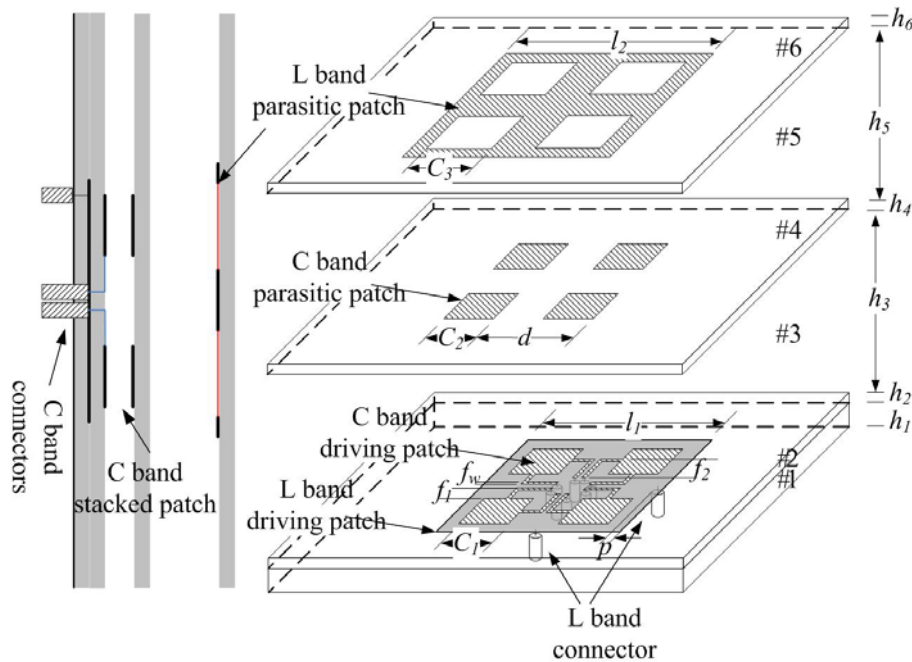 L band
parasitic patch
C band
connectors
C band
stacked patch
l2
C3
#6
#5
h6
h5
h4
C band
parasitic patch
C2
d
#4
#3
h3
h2
h1
C band
driving patch
L band
driving patch
l1
fw
f1
f2
C1
p
#2
#1
L band
connector